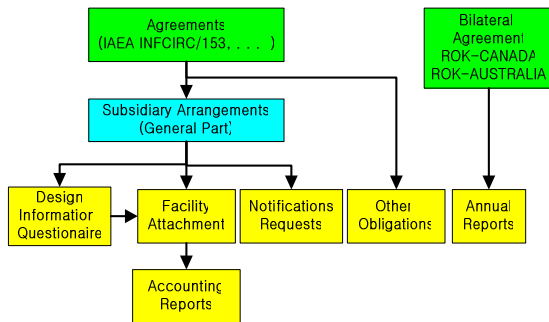 Agreements
(IAEA INFCIRC/153, . . . . )
Bilateral
Agreement
ROK-CANADA
ROK-AUSTRALIA
Subsidiary Arrangements
(General Part)
Design
Information
Questionaire
Facility
Attachment
Notifications
Requests
Other
Obligations
Annual
Reports
Accounting
Reports